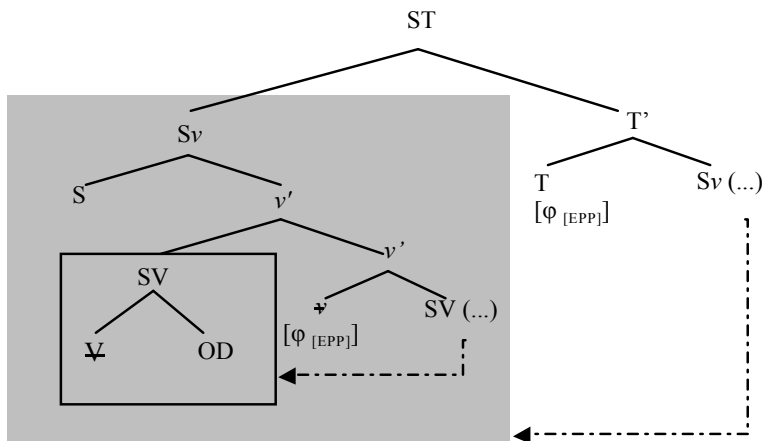 ST
Sv T’
S v' T Sv (...)
[φ [EPP]]
SV v’
V OD v SV (...)
[φ [EPP]]